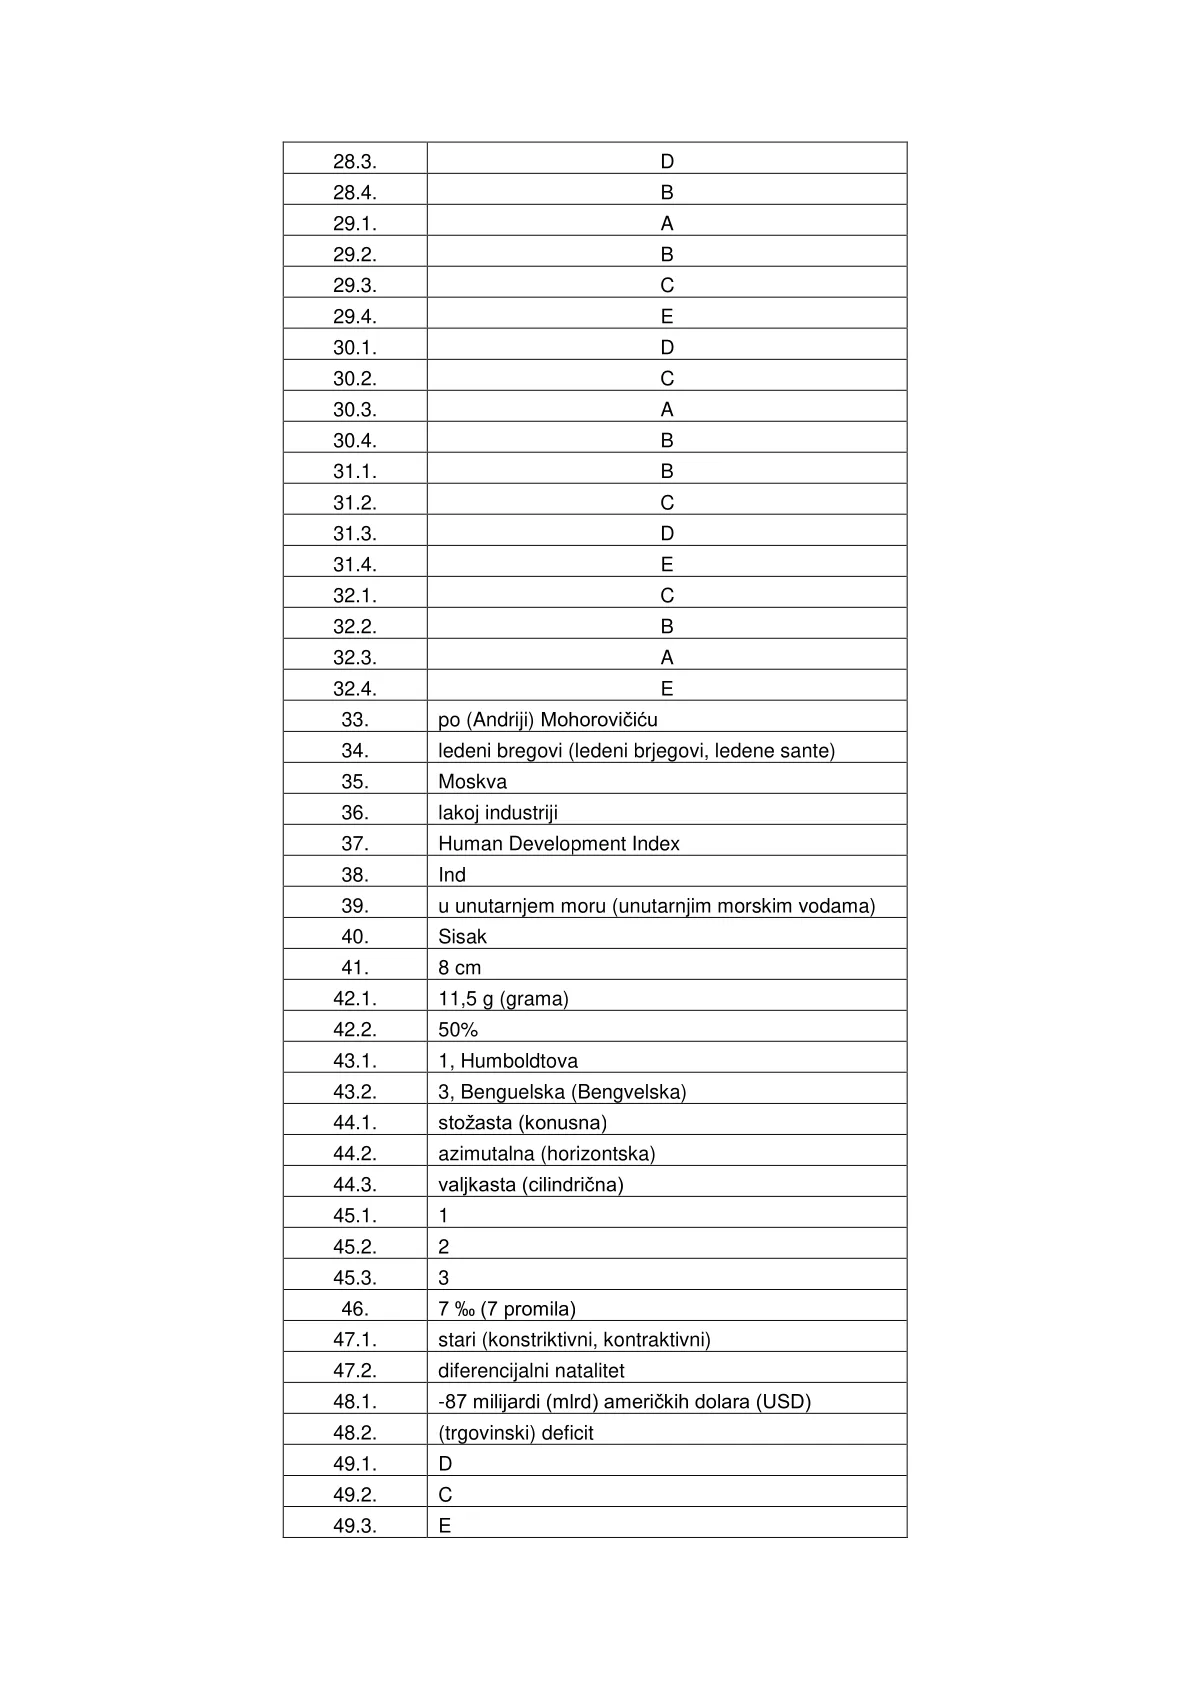 28.3. D
28.4. B
29.1. A
29.2. B
29.3. C
29.4. E
30.1. D
30.2. C
30.3. A
30.4. B
31.1. B
31.2. C
31.3. D
31.4. E
32.1. C
32.2. B
32.3. A
32.4. E
33. po (Andriji) Mohorovičiću
34. ledeni bregovi (ledeni brjegovi, ledene sante)
35. Moskva
36. lakoj industriji
37. Human Development Index
38. Ind
39. u unutarnjem moru (unutarnjim morskim vodama)
40. Sisak
41. 8 cm
42.1. 11,5 g (grama)
42.2. 50%
43.1. 1, Humboldtova
43.2. 3, Benguelska (Bengvelska)
44.1. stožasta (konusna)
44.2. azimutalna (horizontska)
44.3. valjkasta (cilindrična)
45.1. 1
45.2. 2
45.3. 3
46. 7 ‰ (7 promila)
47.1. stari (konstriktivni, kontraktivni)
47.2. diferencijalni natalitet
48.1. -87 milijardi (mlrd) američkih dolara (USD)
48.2. (trgovinski) deficit
49.1. D
49.2. C
49.3. E